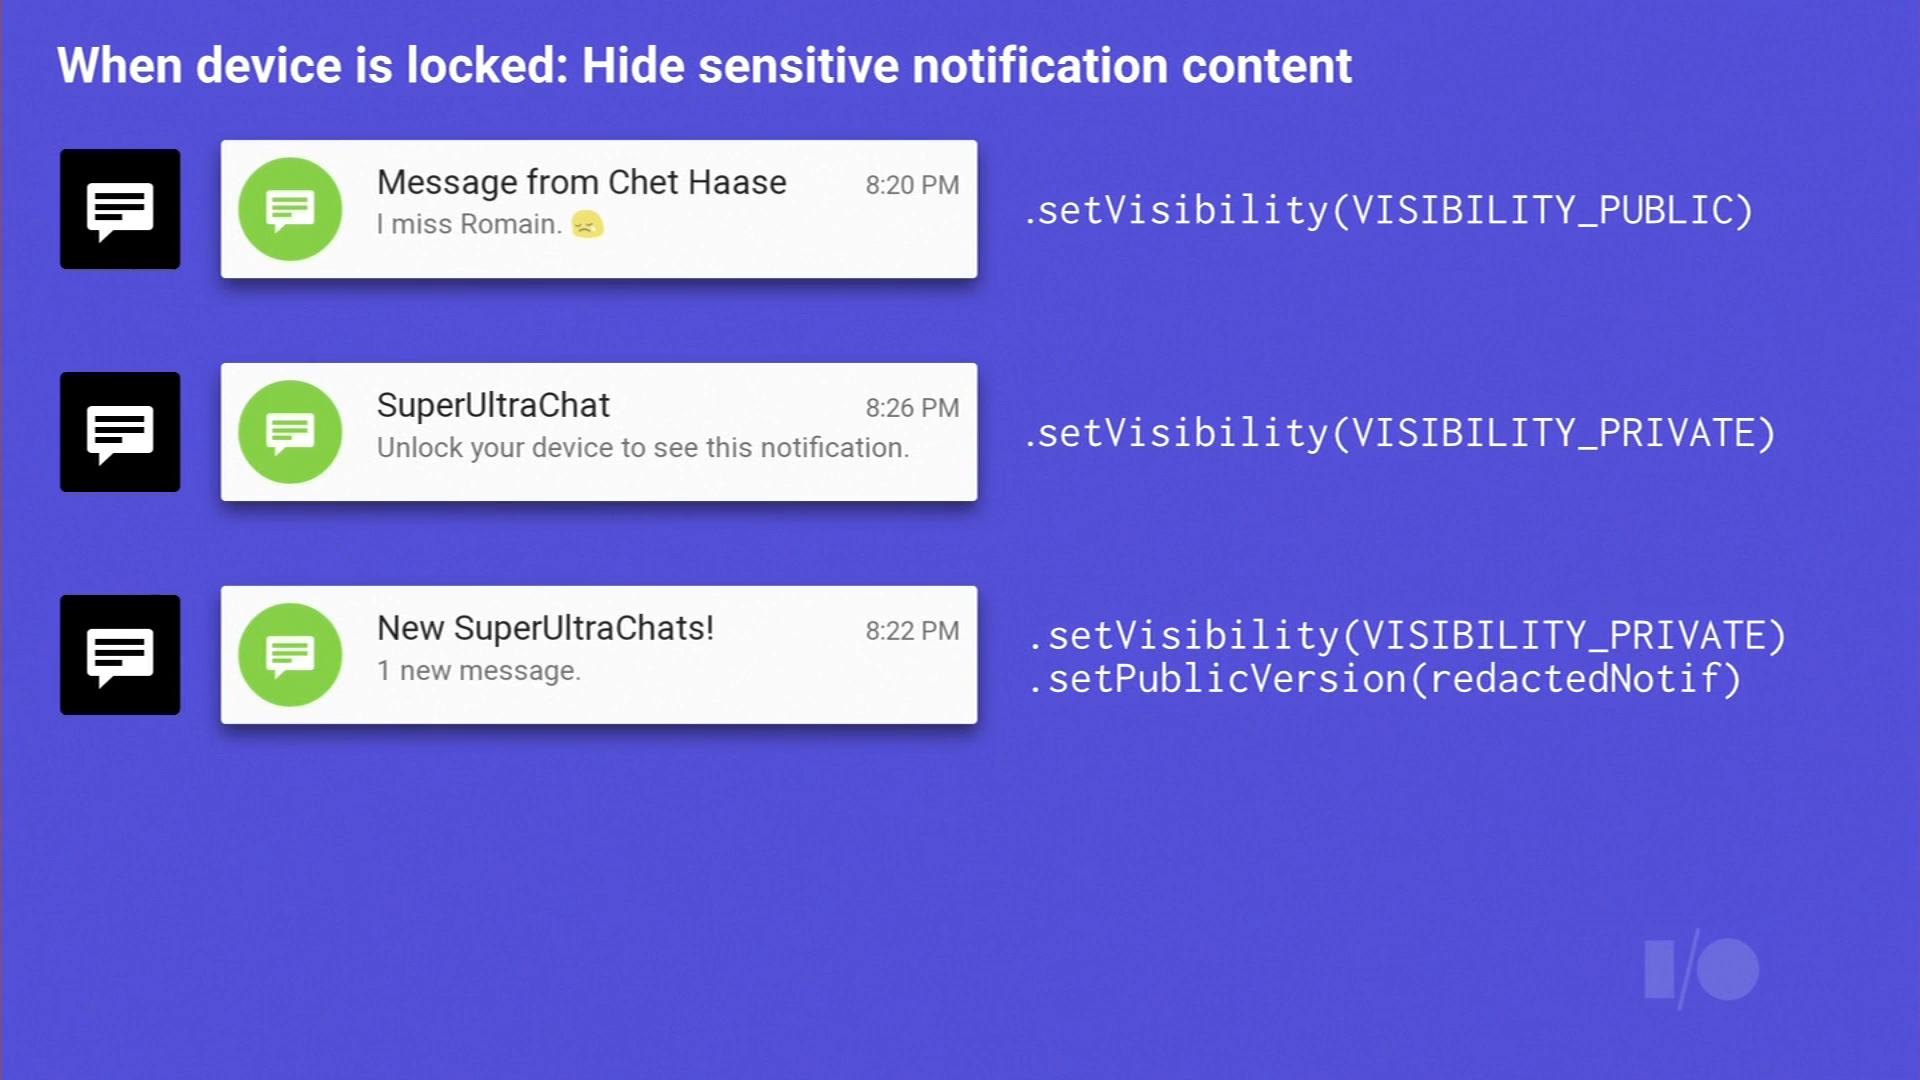 When device is locked: Hide sensitive notification content
Message from Chet Haase 8:20 PM
I miss Romain. 😔
.setVisibility(VISIBILITY_PUBLIC)
SuperUltraChat 8:26 PM
Unlock your device to see this notification.
.setVisibility(VISIBILITY_PRIVATE)
New SuperUltraChats! 8:22 PM
1 new message.
.setVisibility(VISIBILITY_PRIVATE)
.setPublicVersion(redactedNotif)
I/O